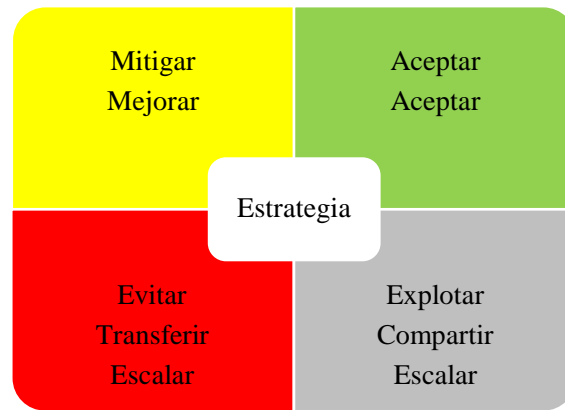 Mitigar
Mejorar
Aceptar
Aceptar
Estrategia
Evitar
Transferir
Escalar
Explotar
Compartir
Escalar